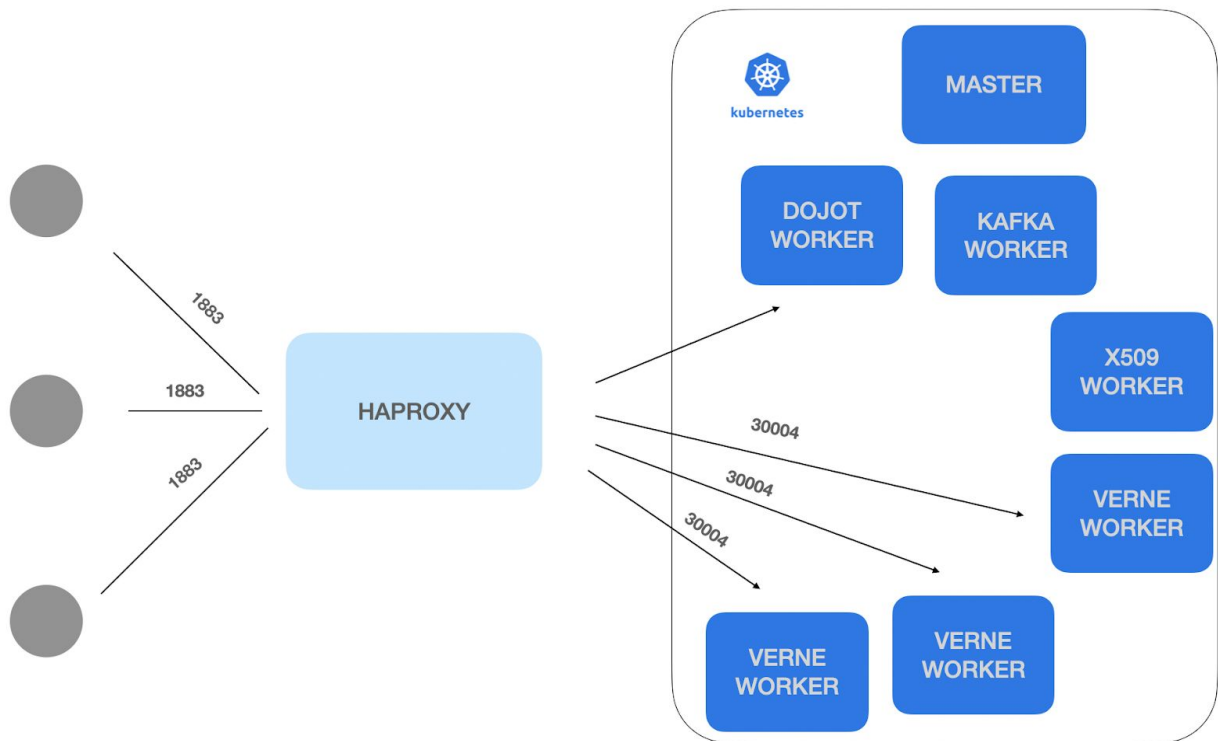 kubernetes
MASTER
DOJOT
WORKER
KAFKA
WORKER
1883
X509
WORKER
1883
HAPROXY
30004
1883
30004
30004
VERNE
WORKER
VERNE
WORKER
VERNE
WORKER